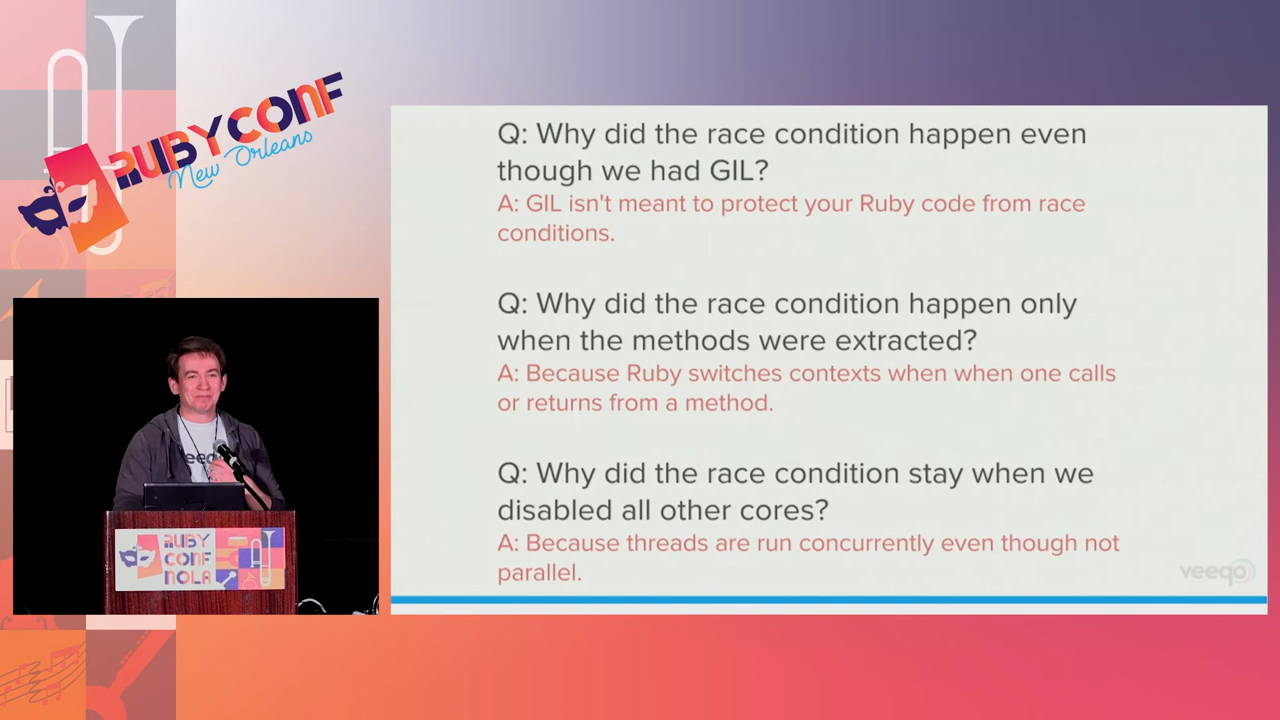 RUBYCONF
New Orleans
Q: Why did the race condition happen even
though we had GIL?
A: GIL isn't meant to protect your Ruby code from race
conditions.
Q: Why did the race condition happen only
when the methods were extracted?
A: Because Ruby switches contexts when when one calls
or returns from a method.
Q: Why did the race condition stay when we
disabled all other cores?
A: Because threads are run concurrently even though not
parallel.
veeqo
RUBY
CONF
NOLA